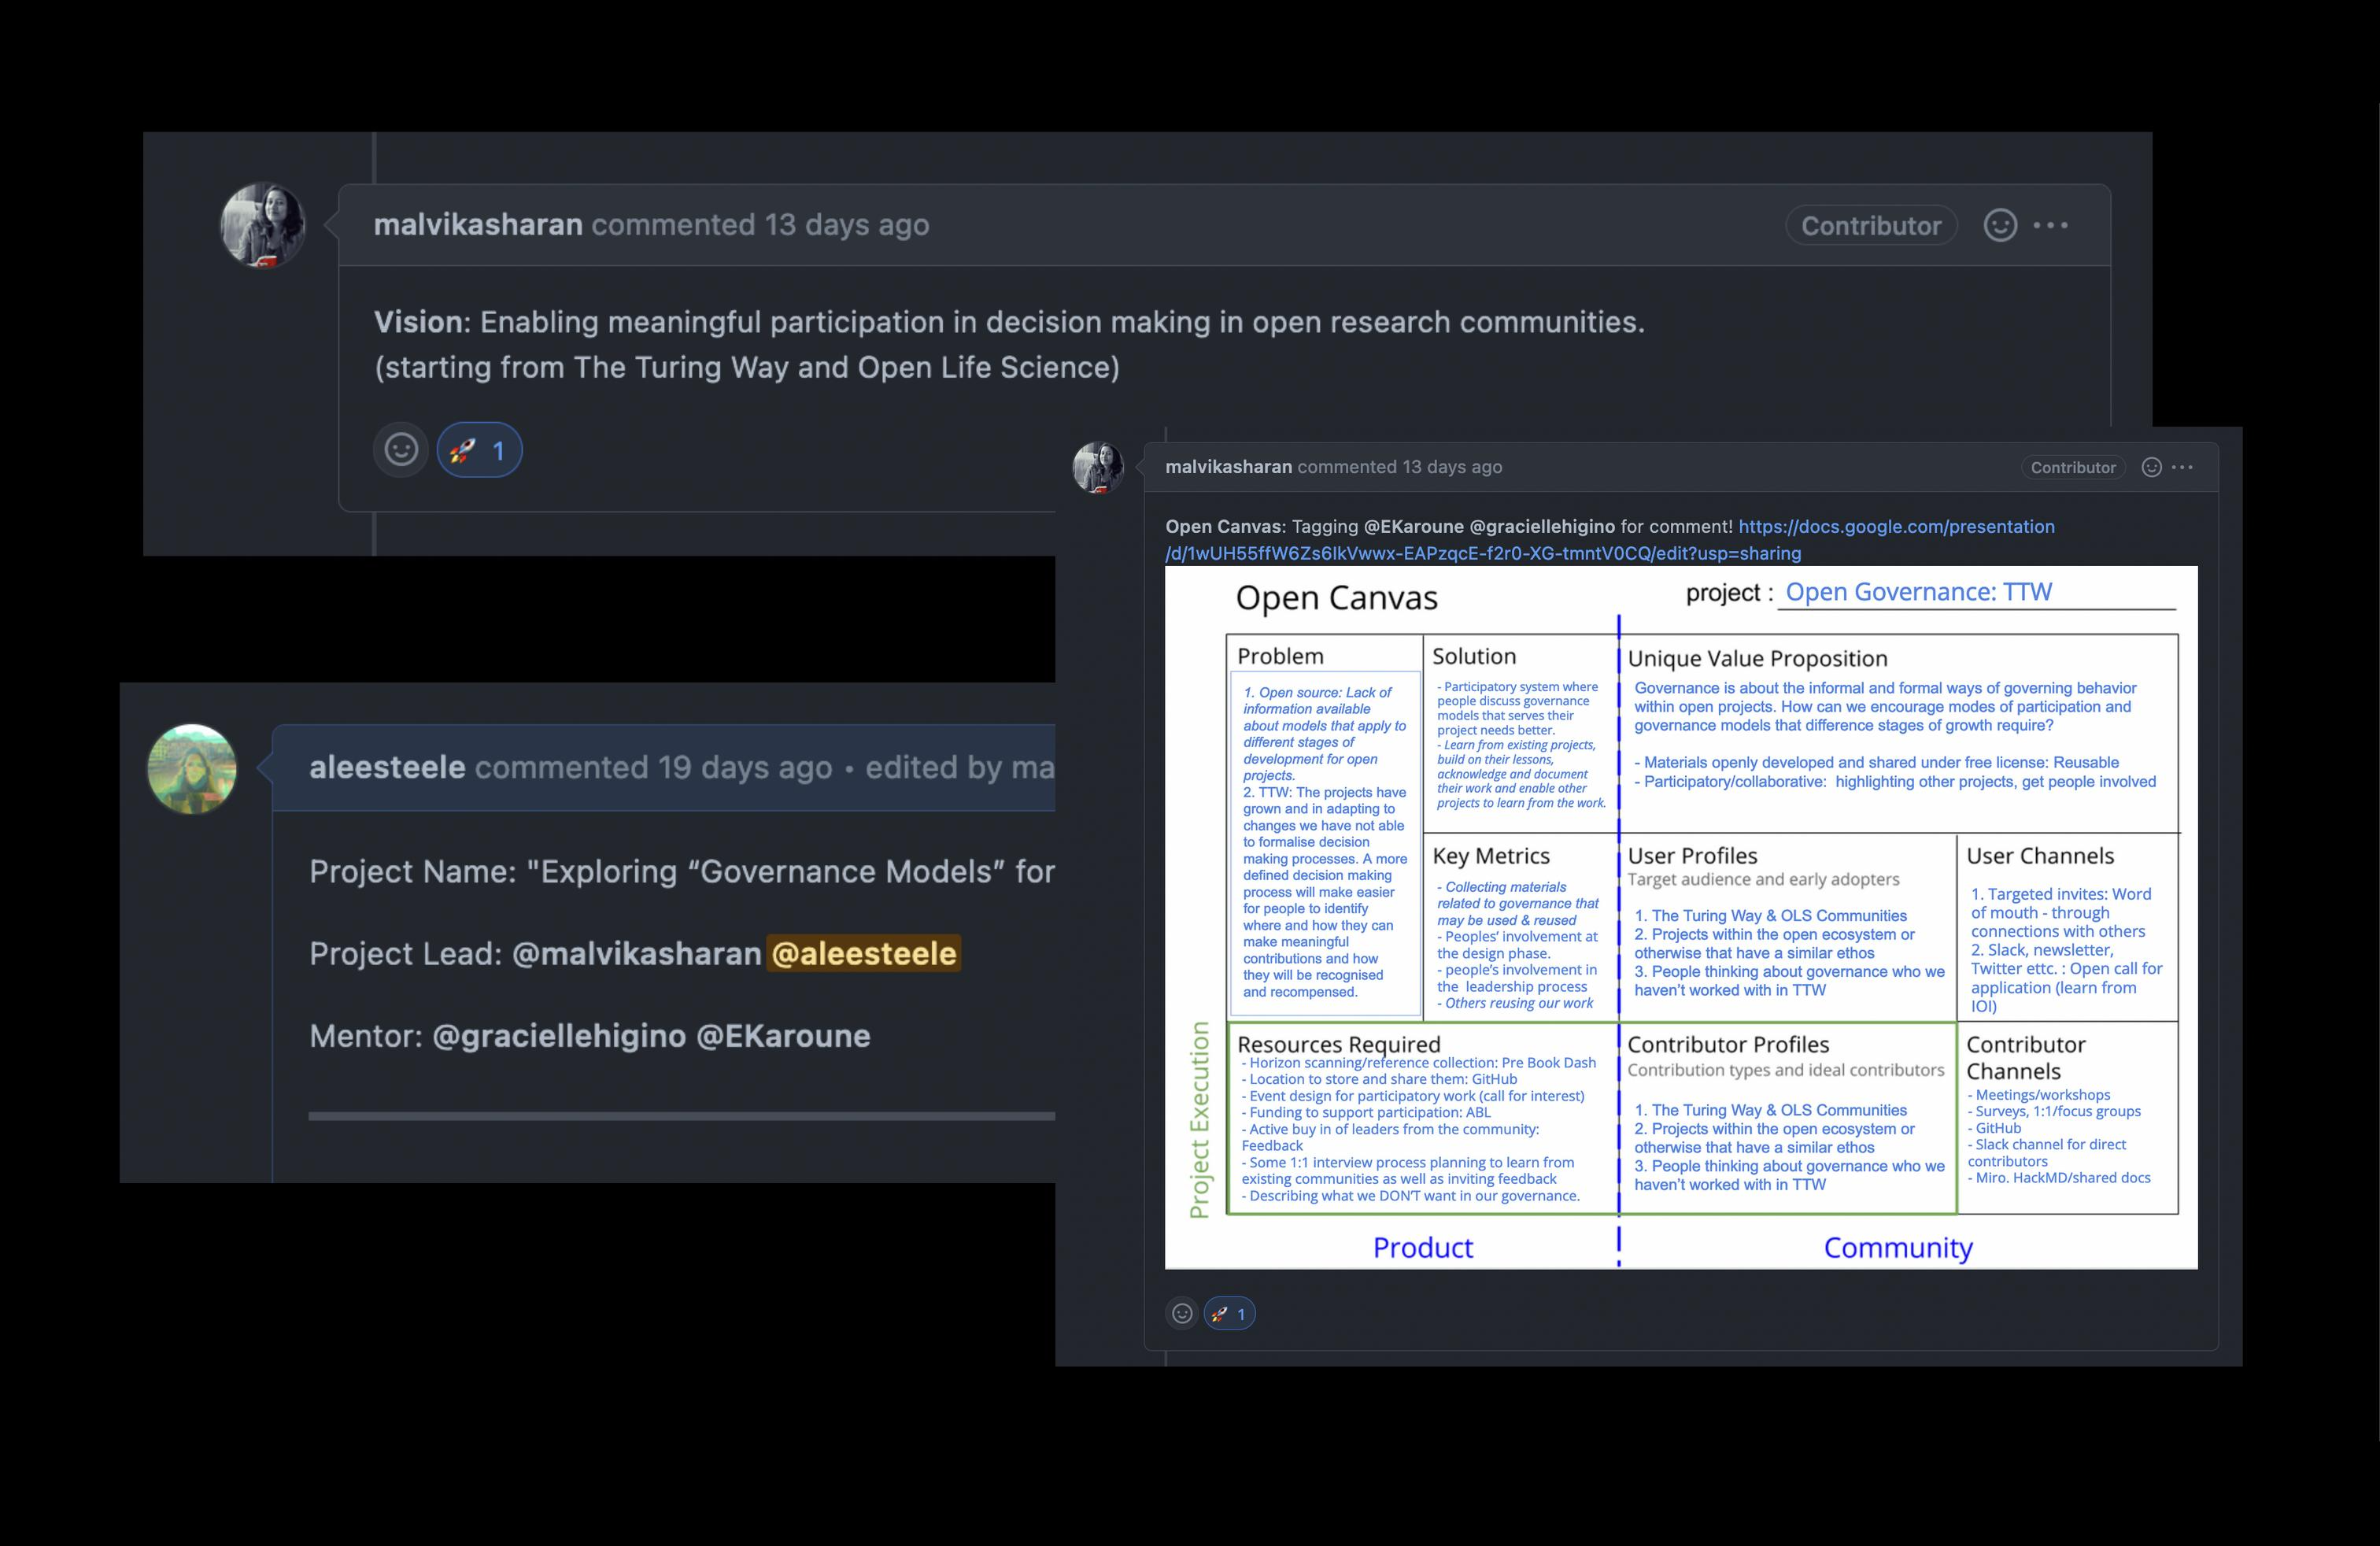 malvikasharan commented 13 days ago
Contributor
Vision: Enabling meaningful participation in decision making in open research communities.
(starting from The Turing Way and Open Life Science)
1
aleesteele commented 19 days ago • edited by ma
Project Name: "Exploring “Governance Models” for
Project Lead: @malvikasharan @aleesteele
Mentor: @graciellehigino @EKaroune
malvikasharan commented 13 days ago
Contributor
Open Canvas: Tagging @EKaroune @graciellehigino for comment! https://docs.google.com/presentation
/d/1wUH55ffW6Zs6IkVwwx-EAPzqcE-f2r0-XG-tmntV0CQ/edit?usp=sharing
Open Canvas
project : Open Governance: TTW
Problem
1. Open source: Lack of
information available
about models that apply to
different stages of
development for open
projects.
2. TTW: The projects have
grown and in adapting to
changes we have not able
to formalise decision
making processes. A more
defined decision making
process will make easier
for people to identify
where and how they can
make meaningful
contributions and how
they will be recognised
and recompensed.
Solution
- Participatory system where
people discuss governance
models that serves their
project needs better.
- Learn from existing projects,
build on their lessons,
acknowledge and document
their work and enable other
projects to learn from the work.
Key Metrics
- Collecting materials
related to governance that
may be used & reused
- Peoples’ involvement at
the design phase.
- people’s involvement in
the leadership process
- Others reusing our work
Unique Value Proposition
Governance is about the informal and formal ways of governing behavior
within open projects. How can we encourage modes of participation and
governance models that difference stages of growth require?
- Materials openly developed and shared under free license: Reusable
- Participatory/collaborative: highlighting other projects, get people involved
User Profiles
Target audience and early adopters
1. The Turing Way & OLS Communities
2. Projects within the open ecosystem or
otherwise that have a similar ethos
3. People thinking about governance who we
haven’t worked with in TTW
User Channels
1. Targeted invites: Word
of mouth - through
connections with others
2. Slack, newsletter,
Twitter ettc. : Open call for
application (learn from
IOI)
Project Execution
Resources Required
- Horizon scanning/reference collection: Pre Book Dash
- Location to store and share them: GitHub
- Event design for participatory work (call for interest)
- Funding to support participation: ABL
- Active buy in of leaders from the community:
Feedback
- Some 1:1 interview process planning to learn from
existing communities as well as inviting feedback
- Describing what we DON’T want in our governance.
Contributor Profiles
Contribution types and ideal contributors
1. The Turing Way & OLS Communities
2. Projects within the open ecosystem or
otherwise that have a similar ethos
3. People thinking about governance who we
haven’t worked with in TTW
Contributor
Channels
- Meetings/workshops
- Surveys, 1:1/focus groups
- GitHub
- Slack channel for direct
contributors
- Miro. HackMD/shared docs
Product
Community
1